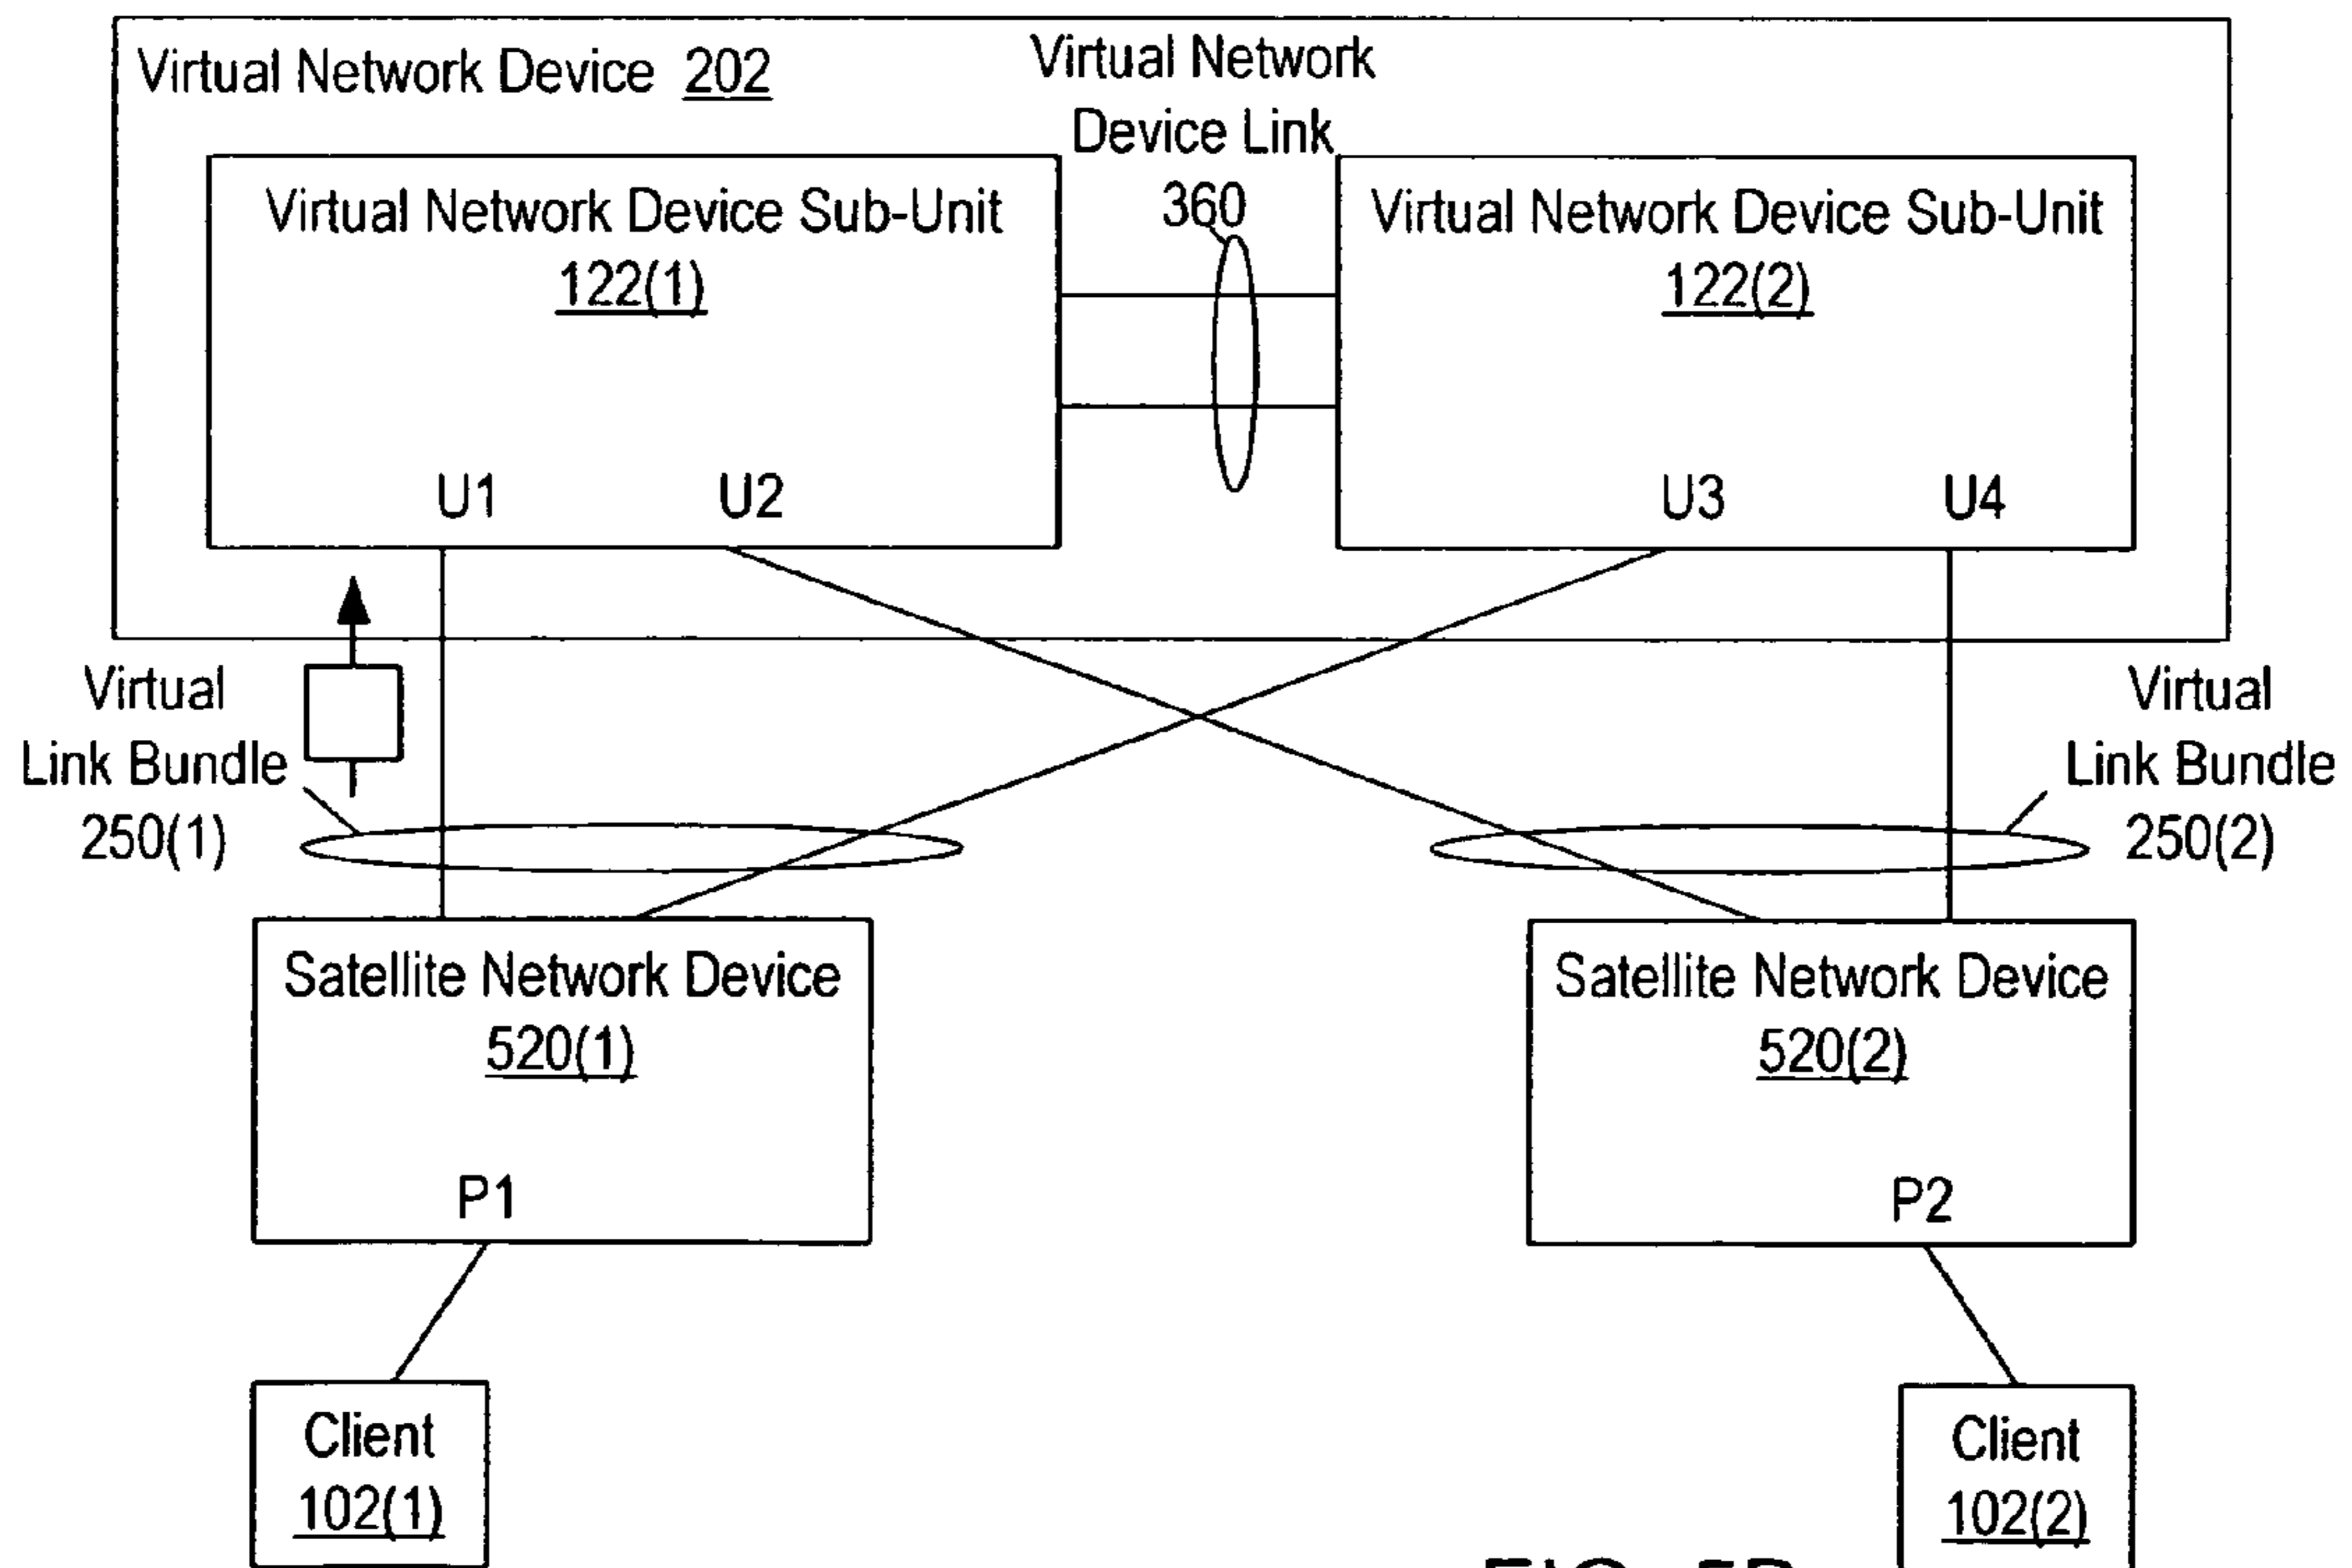 Virtual Network Device 202
Virtual Network
Device Link
360
Virtual Network Device Sub-Unit
122(1)
Virtual Network Device Sub-Unit
122(2)
U1
U2
U3
U4
Virtual
Link Bundle
250(1)
Virtual
Link Bundle
250(2)
Satellite Network Device
520(1)
Satellite Network Device
520(2)
P1
P2
Client
102(1)
Client
102(2)